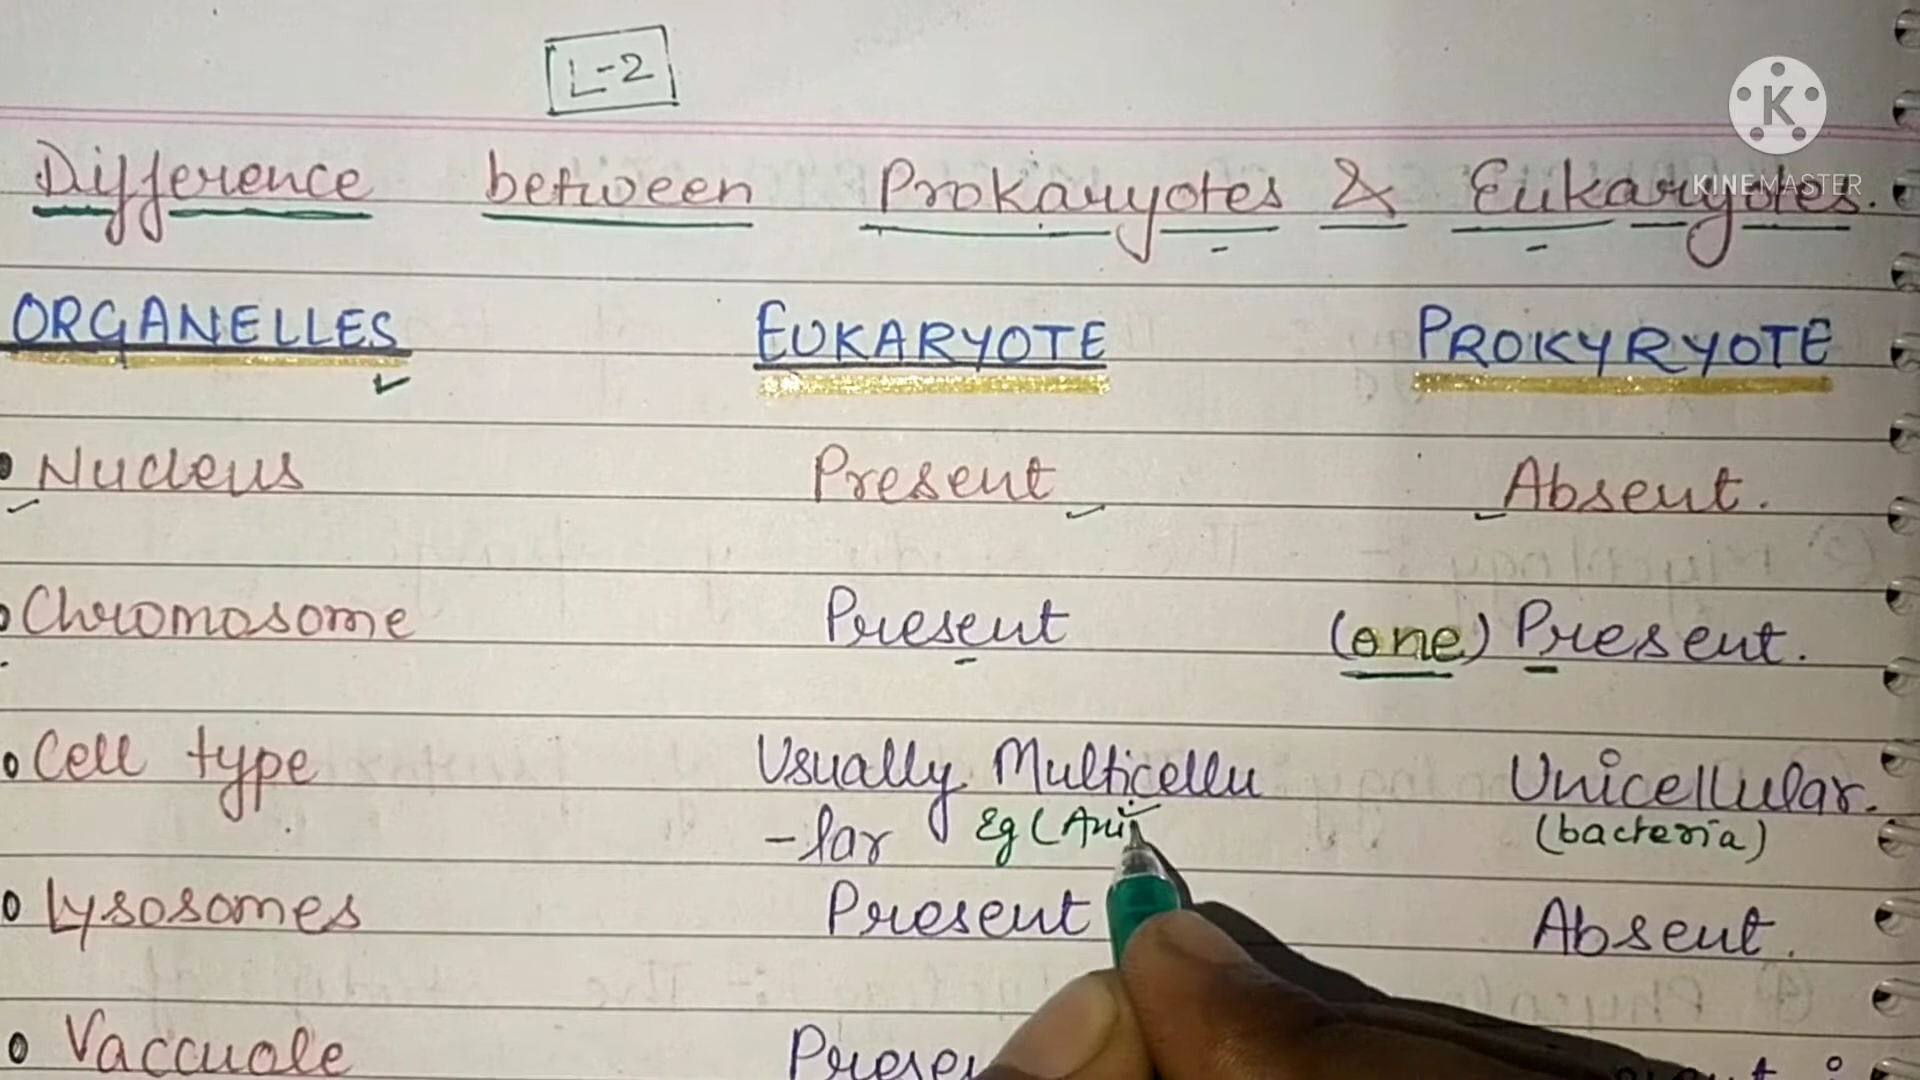 L-2
KINEMASTER
Difference between Prokaryotes & Eukaryotes.
ORGANELLES EUKARYOTE PROKYRYOTE
Nucleus Present Absent.
Chromosome Present (one) Present.
Cell type Usually Multicellu Unicellular.
-lar Eg (Ani (bacteria)
Lysosomes Present Absent.
Vaccuole